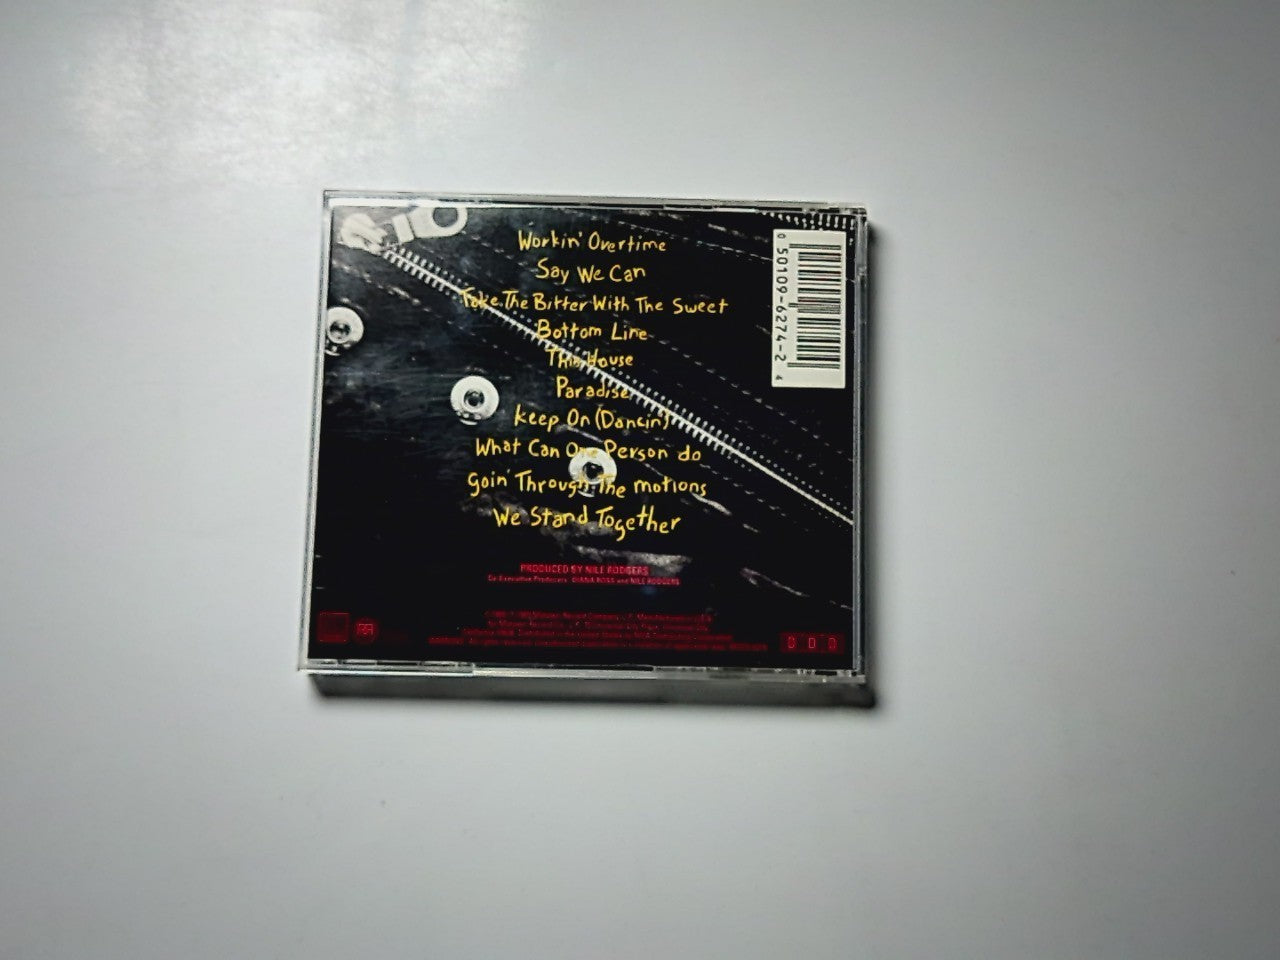 Workin' Overtime
Say We Can
Take The Bitter With The Sweet
Bottom Line
This House
Paradise
Keep On (Dancin')
What Can One Person do
goin' Through The motions
We Stand Together
PRODUCED BY NILE RODGERS
Co-Executive Producers: DIANA ROSS and NILE RODGERS
D D D
0 50109-6274-2 4